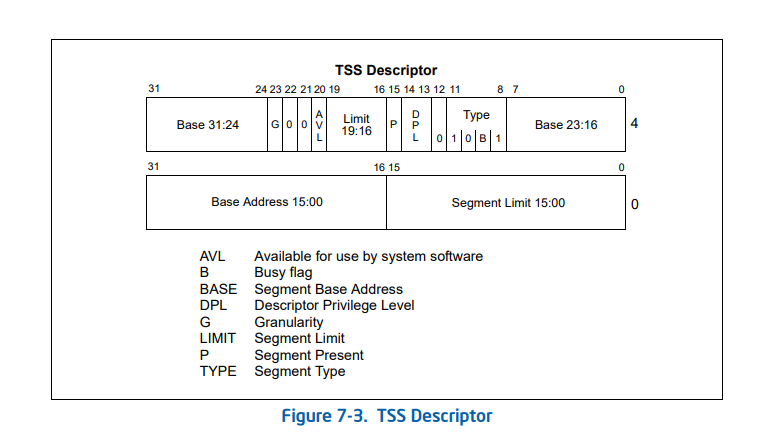 TSS Descriptor
31 24 23 22 21 20 19 16 15 14 13 12 11 8 7 0
Base 31:24 G 0 0 AVL Limit 19:16 P DPL 0 Type 1 0 B 1 Base 23:16 4
31 16 15 0
Base Address 15:00 Segment Limit 15:00 0
AVL Available for use by system software
B Busy flag
BASE Segment Base Address
DPL Descriptor Privilege Level
G Granularity
LIMIT Segment Limit
P Segment Present
TYPE Segment Type
Figure 7-3. TSS Descriptor